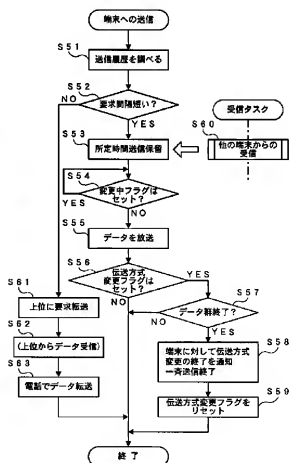 端末への送信
S51
送信履歴を調べる
S52
要求間隔短い?
NO
YES
受信タスク
S60
他の端末からの
受信
S53
所定時間送信保留
S54
変更中フラグは
セット?
YES
NO
S55
データを放送
S56
伝送方式
変更フラグは
セット?
YES
NO
S57
データ群終了?
NO
YES
S61
上位に要求転送
S62
(上位からデータ受信)
S63
電話でデータ転送
S58
端末に対して伝送方式
変更の終了を通知
一斉送信終了
S59
伝送方式変更フラグを
リセット
終了